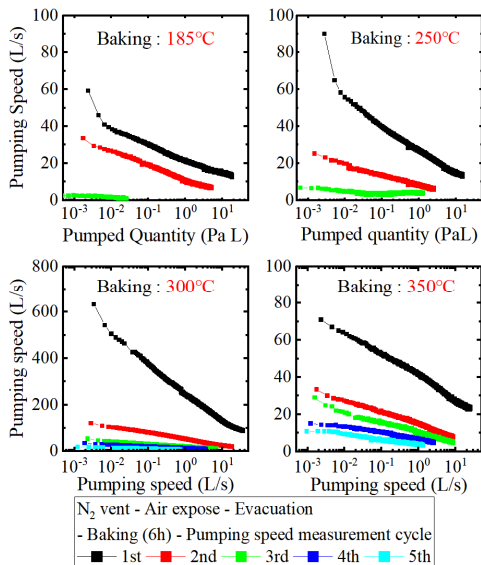 Baking : 185°C
Baking : 250°C
Pumping Speed (L/s)
100
80
60
40
20
0
100
80
60
40
20
0
10⁻³ 10⁻² 10⁻¹ 10⁰ 10¹
10⁻³ 10⁻² 10⁻¹ 10⁰ 10¹
Pumped Quantity (Pa L)
Pumped quantity (PaL)
Baking : 300°C
Baking : 350°C
Pumping speed (L/s)
800
600
400
200
0
100
80
60
40
20
0
10⁻³ 10⁻² 10⁻¹ 10⁰ 10¹
10⁻³ 10⁻² 10⁻¹ 10⁰ 10¹
Pumping speed (L/s)
Pumping speed (L/s)
N₂ vent - Air expose - Evacuation
- Baking (6h) - Pumping speed measurement cycle
1st 2nd 3rd 4th 5th